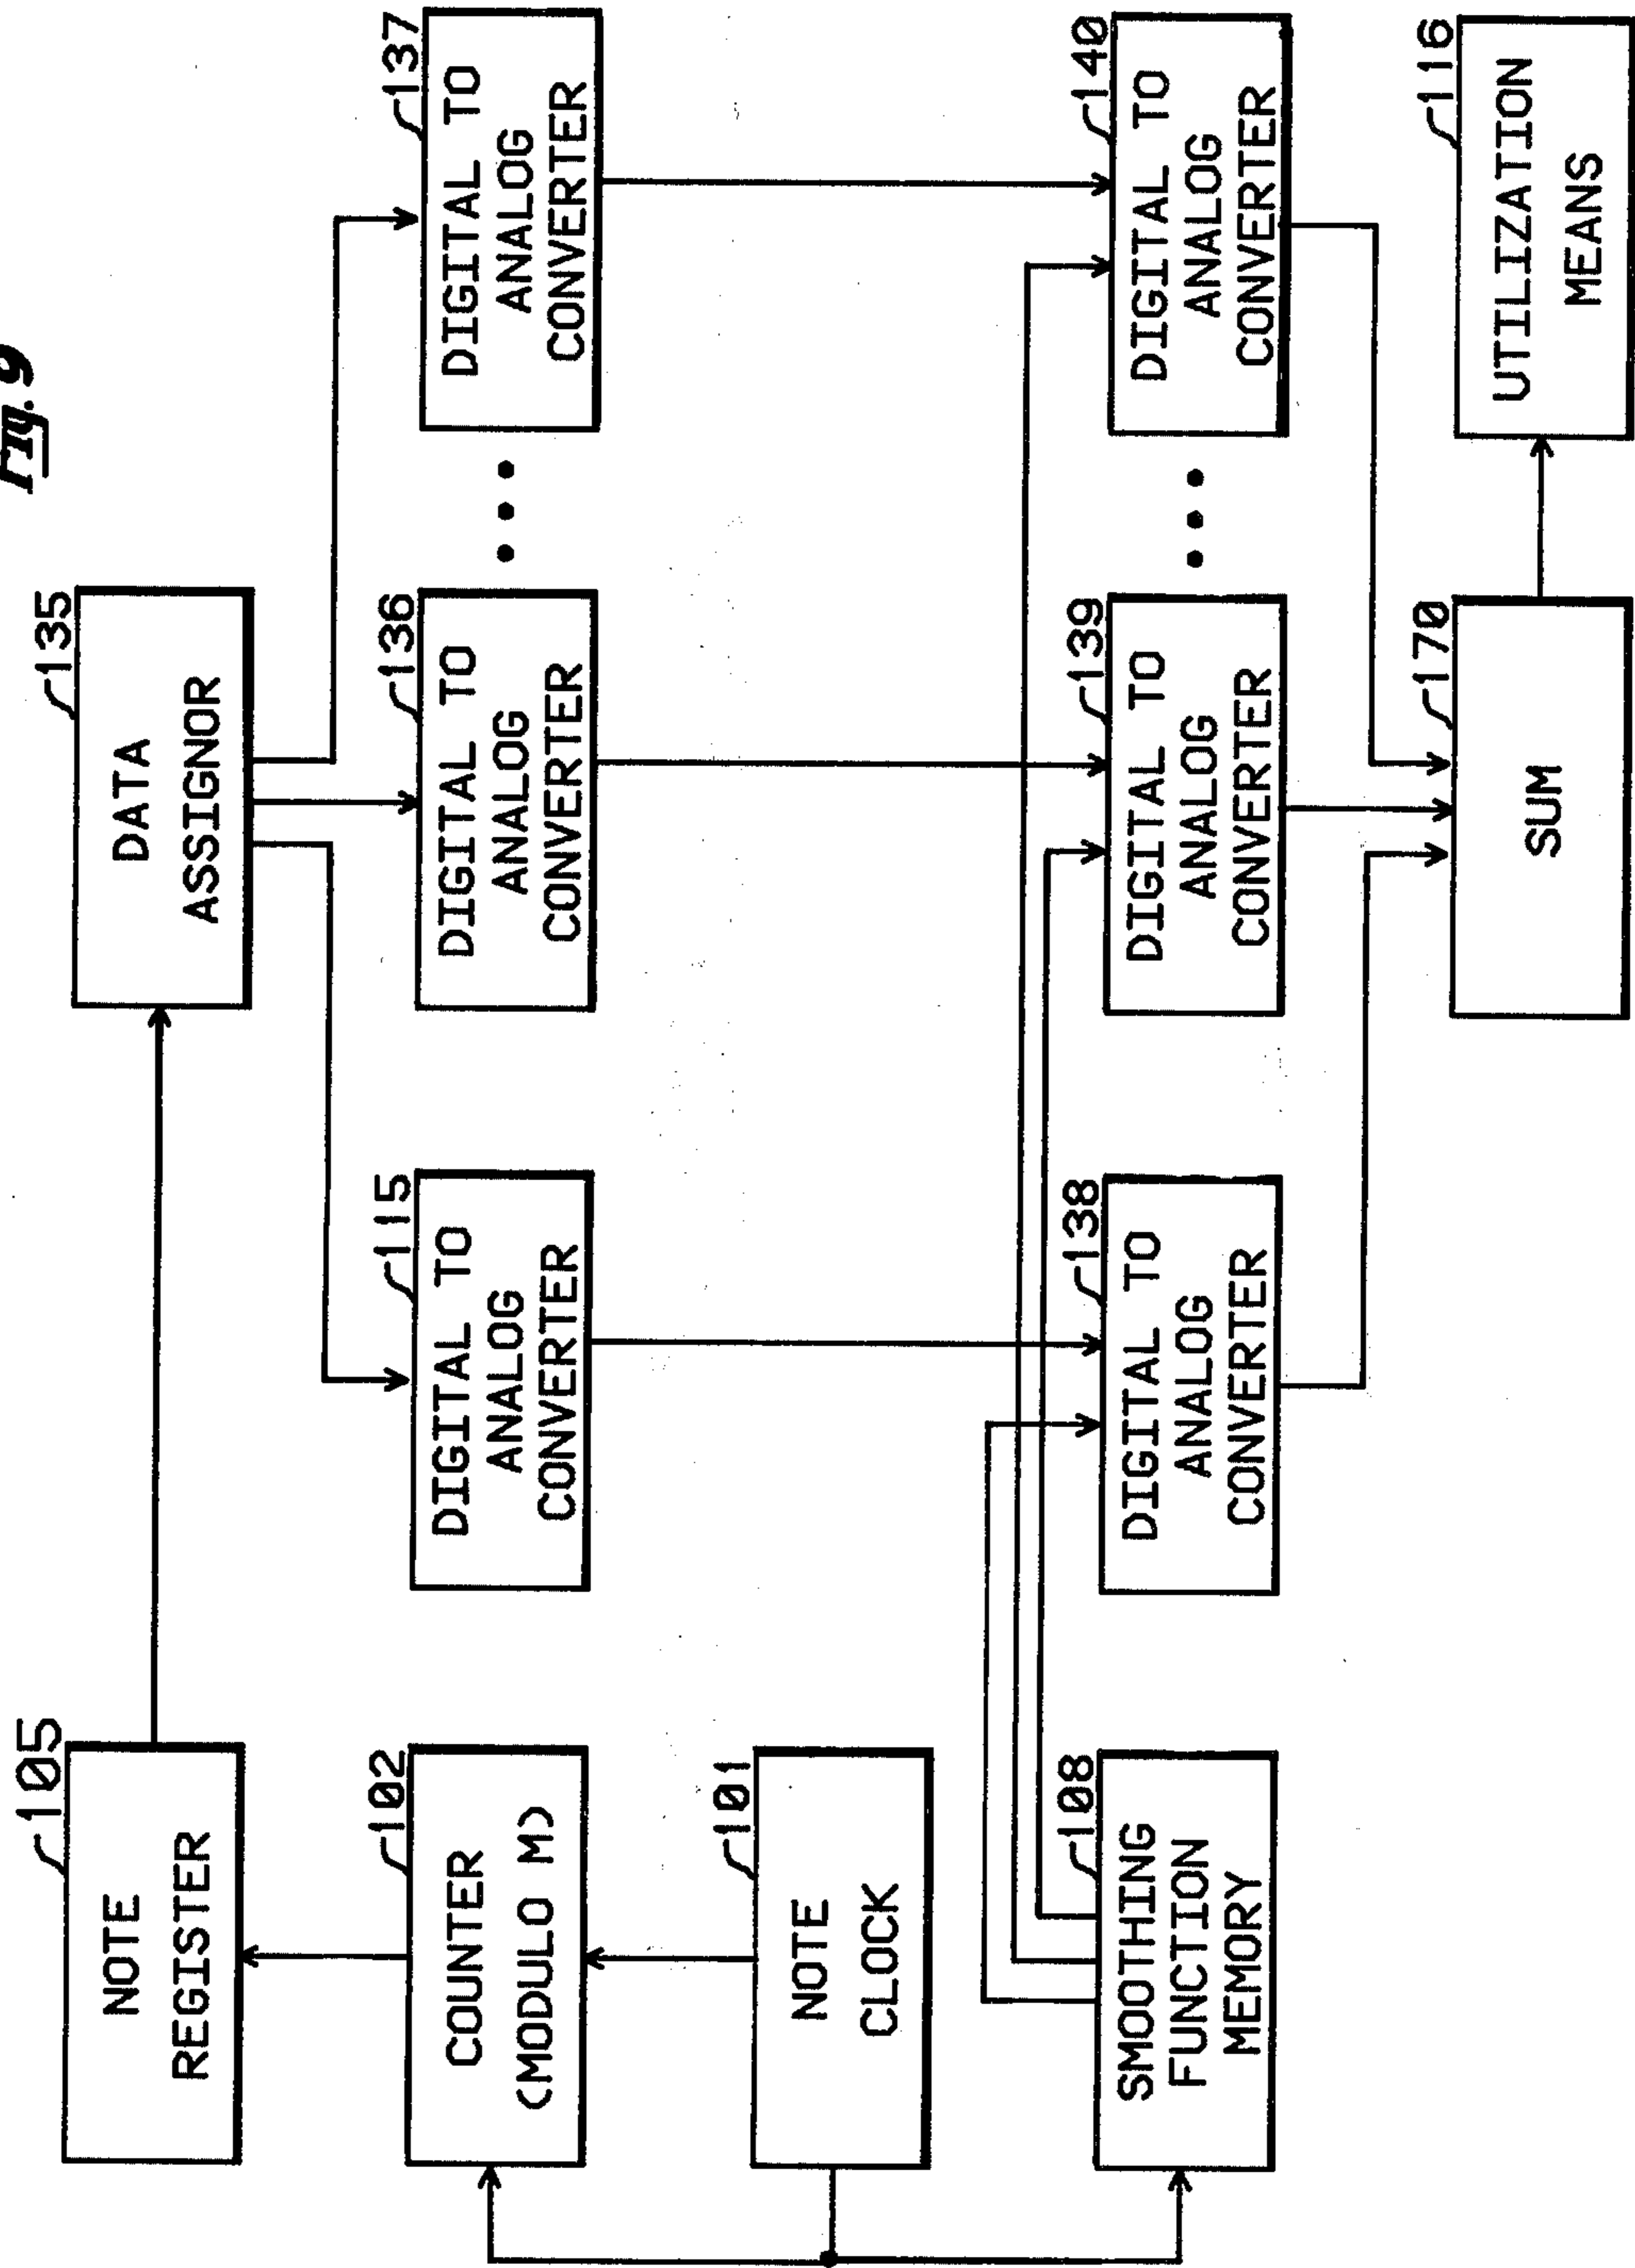 Fig. 9
105
NOTE
REGISTER
135
DATA
ASSIGNOR
102
COUNTER
(MODULO M)
115
DIGITAL TO
ANALOG
CONVERTER
136
DIGITAL TO
ANALOG
CONVERTER
• • •
137
DIGITAL TO
ANALOG
CONVERTER
101
NOTE
CLOCK
108
SMOOTHING
FUNCTION
MEMORY
138
DIGITAL TO
ANALOG
CONVERTER
139
DIGITAL TO
ANALOG
CONVERTER
• • •
140
DIGITAL TO
ANALOG
CONVERTER
170
SUM
116
UTILIZATION
MEANS